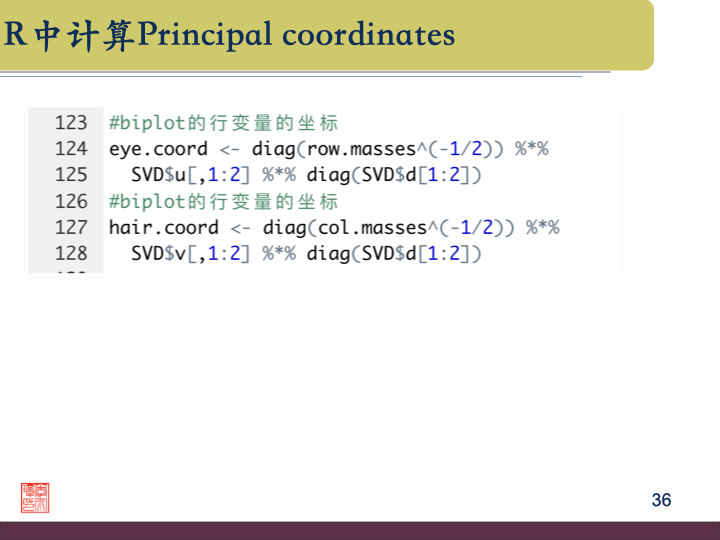 R中计算Principal coordinates
123 #biplot的行变量的坐标
124 eye.coord <- diag(row.masses^(-1/2)) %*%
125 SVD$u[,1:2] %*% diag(SVD$d[1:2])
126 #biplot的行变量的坐标
127 hair.coord <- diag(col.masses^(-1/2)) %*%
128 SVD$v[,1:2] %*% diag(SVD$d[1:2])
36